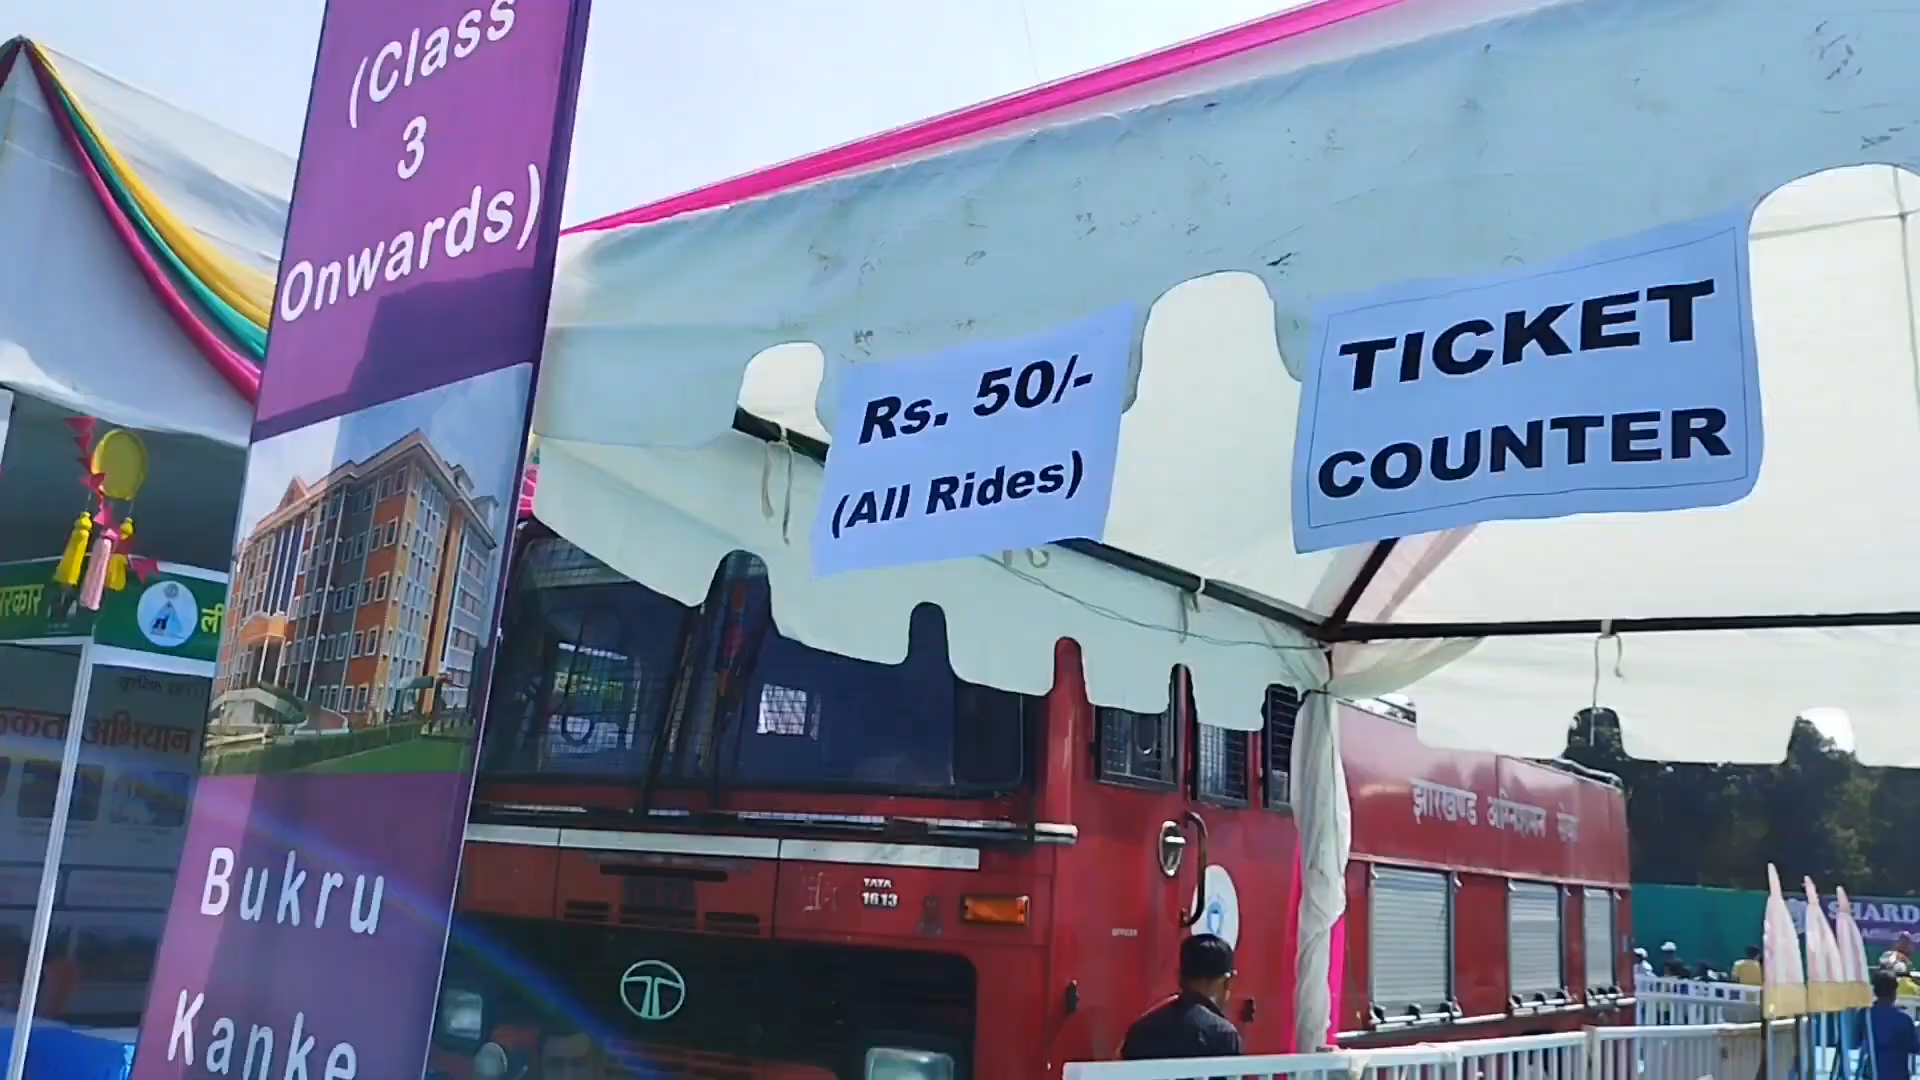 (Class
3
Onwards)
Bukru
Kanke
Rs. 50/-
(All Rides)
TICKET
COUNTER
अभियान
TATA
1613
झारखण्ड अग्निशमन सेवा